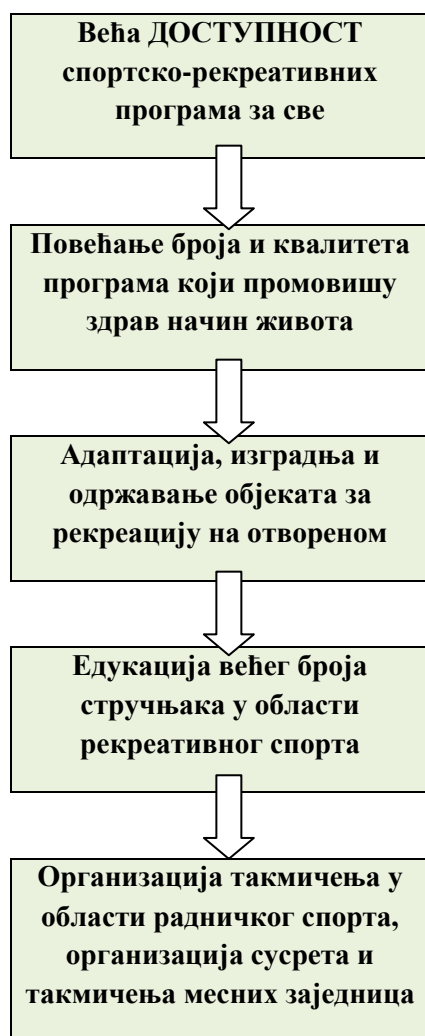 Већа ДОСТУПНОСТ
спортско-рекреативних
програма за све
Повећање броја и квалитета
програма који промовишу
здрав начин живота
Адаптација, изградња и
одржавање објеката за
рекреацију на отвореном
Едукација већег броја
стручњака у области
рекреативног спорта
Организација такмичења у
области радничког спорта,
организација сусрета и
такмичења месних заједница